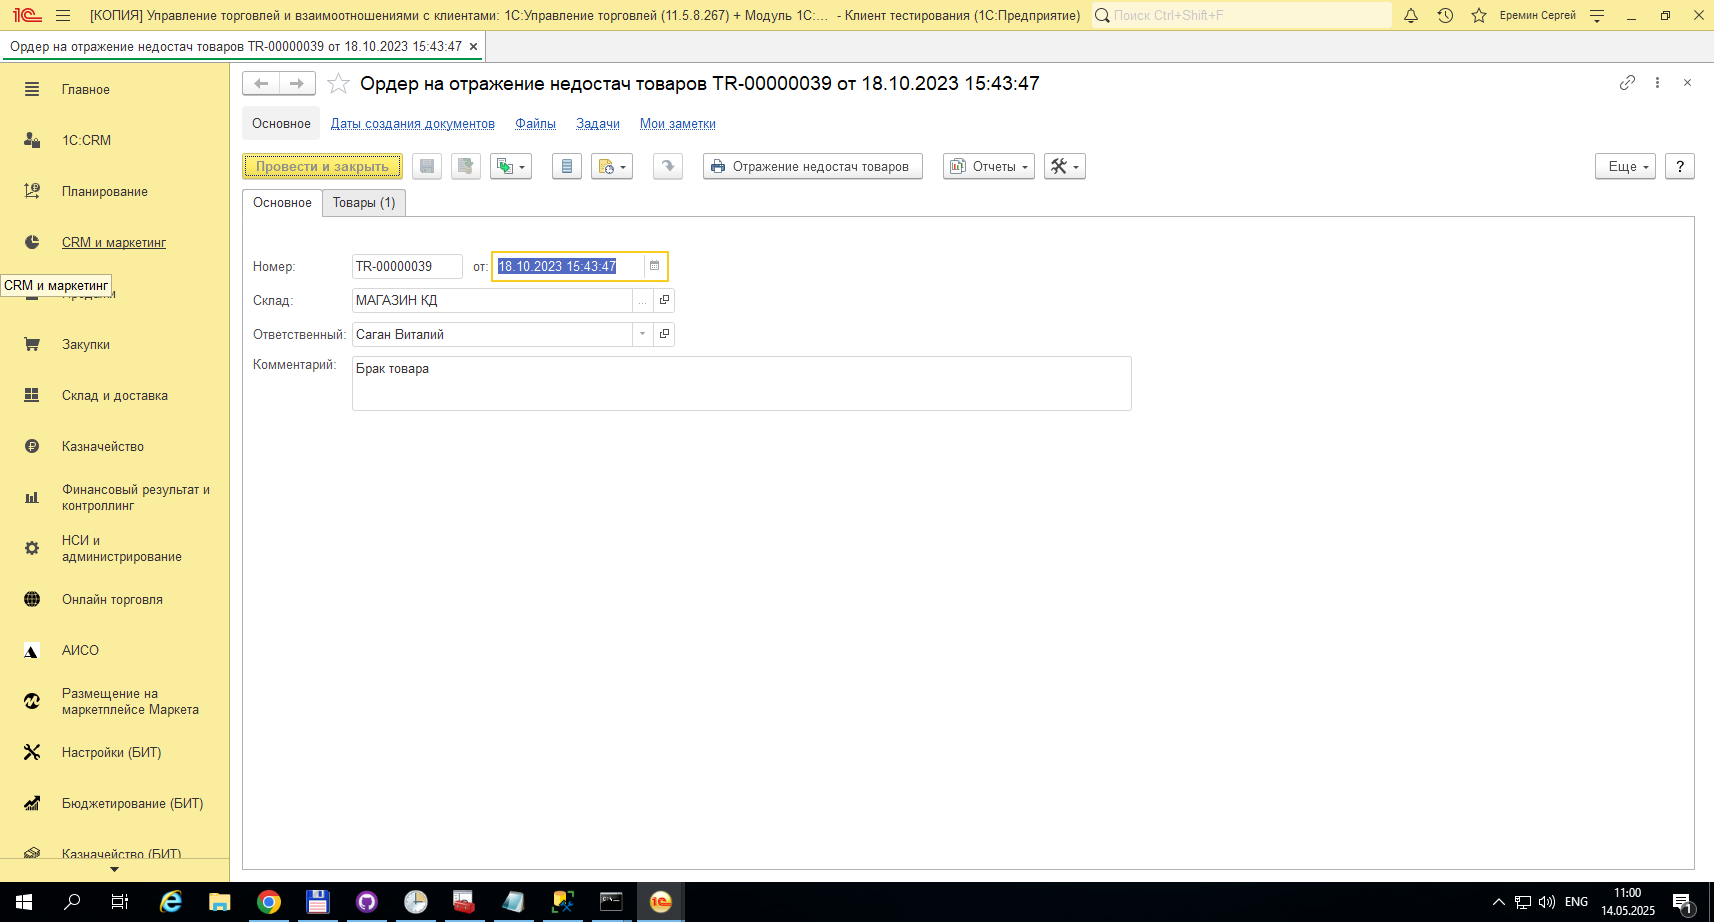 [КОПИЯ] Управление торговлей и взаимоотношениями с клиентами: 1С:Управление торговлей (11.5.8.267) + Модуль 1С:... - Клиент тестирования (1С:Предприятие)
Поиск Ctrl+Shift+F
Еремин Сергей
Ордер на отражение недостач товаров TR-00000039 от 18.10.2023 15:43:47
Главное
1С:CRM
Планирование
CRM и маркетинг
CRM и маркетинг
Продажи
Закупки
Склад и доставка
Казначейство
Финансовый результат и
контроллинг
НСИ и
администрирование
Онлайн торговля
АИСО
Размещение на
маркетплейсе Маркета
Настройки (БИТ)
Бюджетирование (БИТ)
Казначейство (БИТ)
Ордер на отражение недостач товаров TR-00000039 от 18.10.2023 15:43:47
Основное Даты создания документов Файлы Задачи Мои заметки
Провести и закрыть Отражение недостач товаров Отчеты Еще ?
Основное Товары (1)
Номер: TR-00000039 от: 18.10.2023 15:43:47
Склад: МАГАЗИН КД
Ответственный: Саган Виталий
Комментарий: Брак товара
ENG
11:00
14.05.2025
1